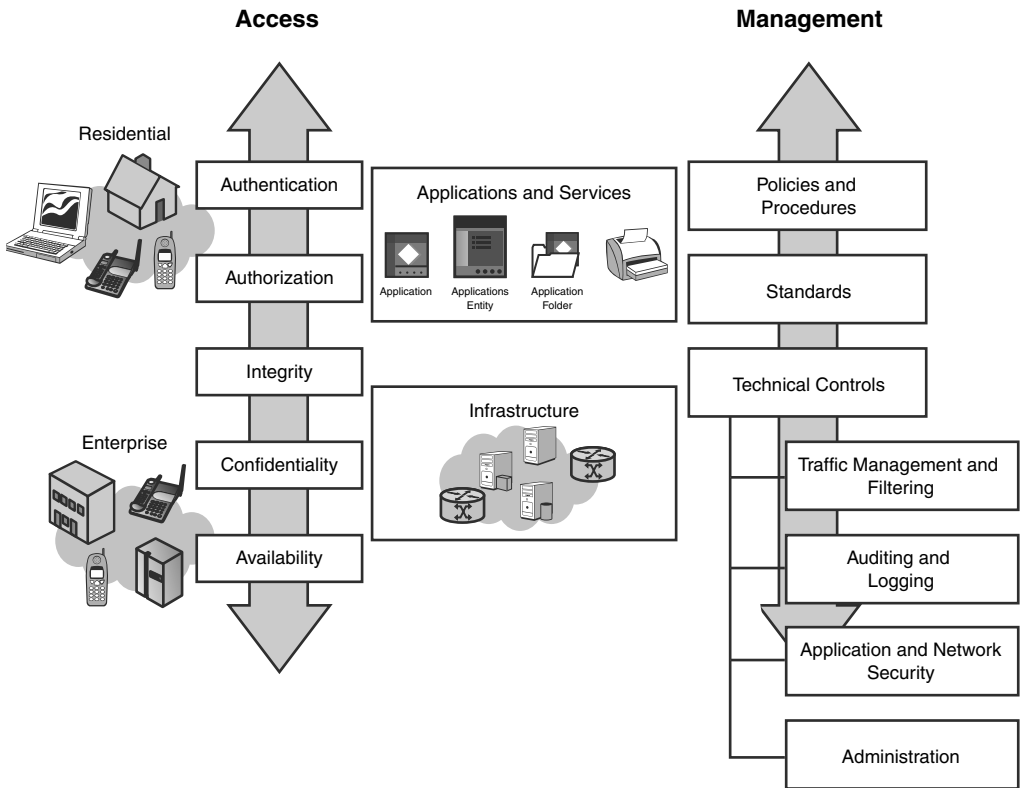 Access
Management
Residential
Authentication
Authorization
Integrity
Enterprise
Confidentiality
Availability
Applications and Services
Application
Applications
Entity
Application
Folder
Infrastructure
Policies and
Procedures
Standards
Technical Controls
Traffic Management and
Filtering
Auditing and
Logging
Application and Network
Security
Administration